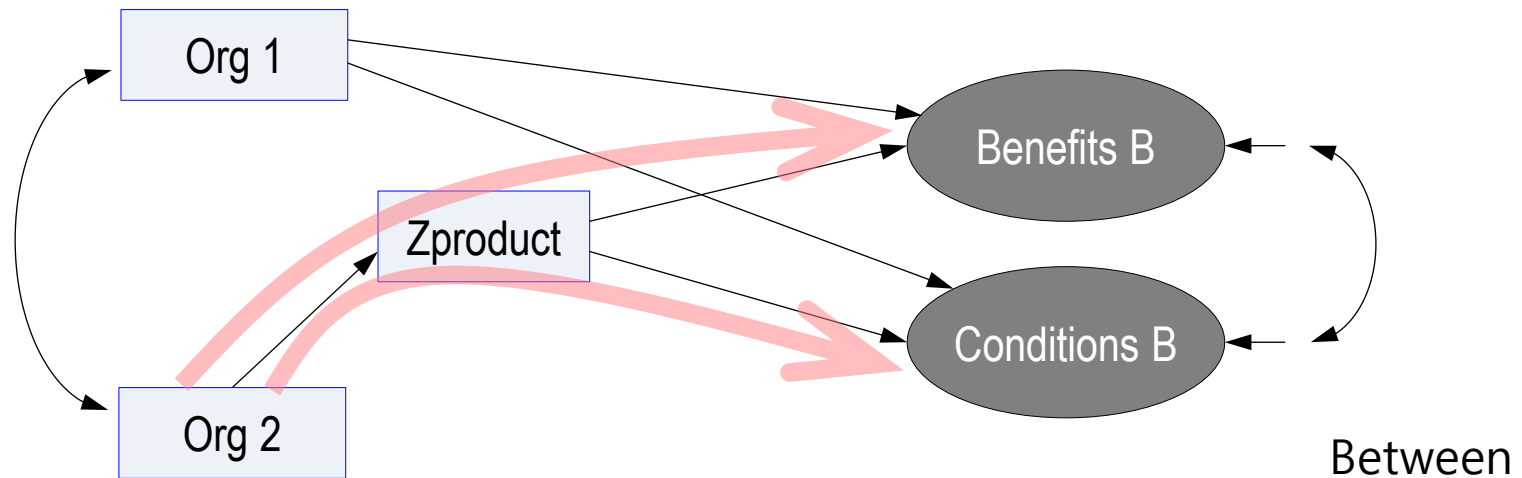 Org 1
Benefits B
Zproduct
Conditions B
Org 2
Between